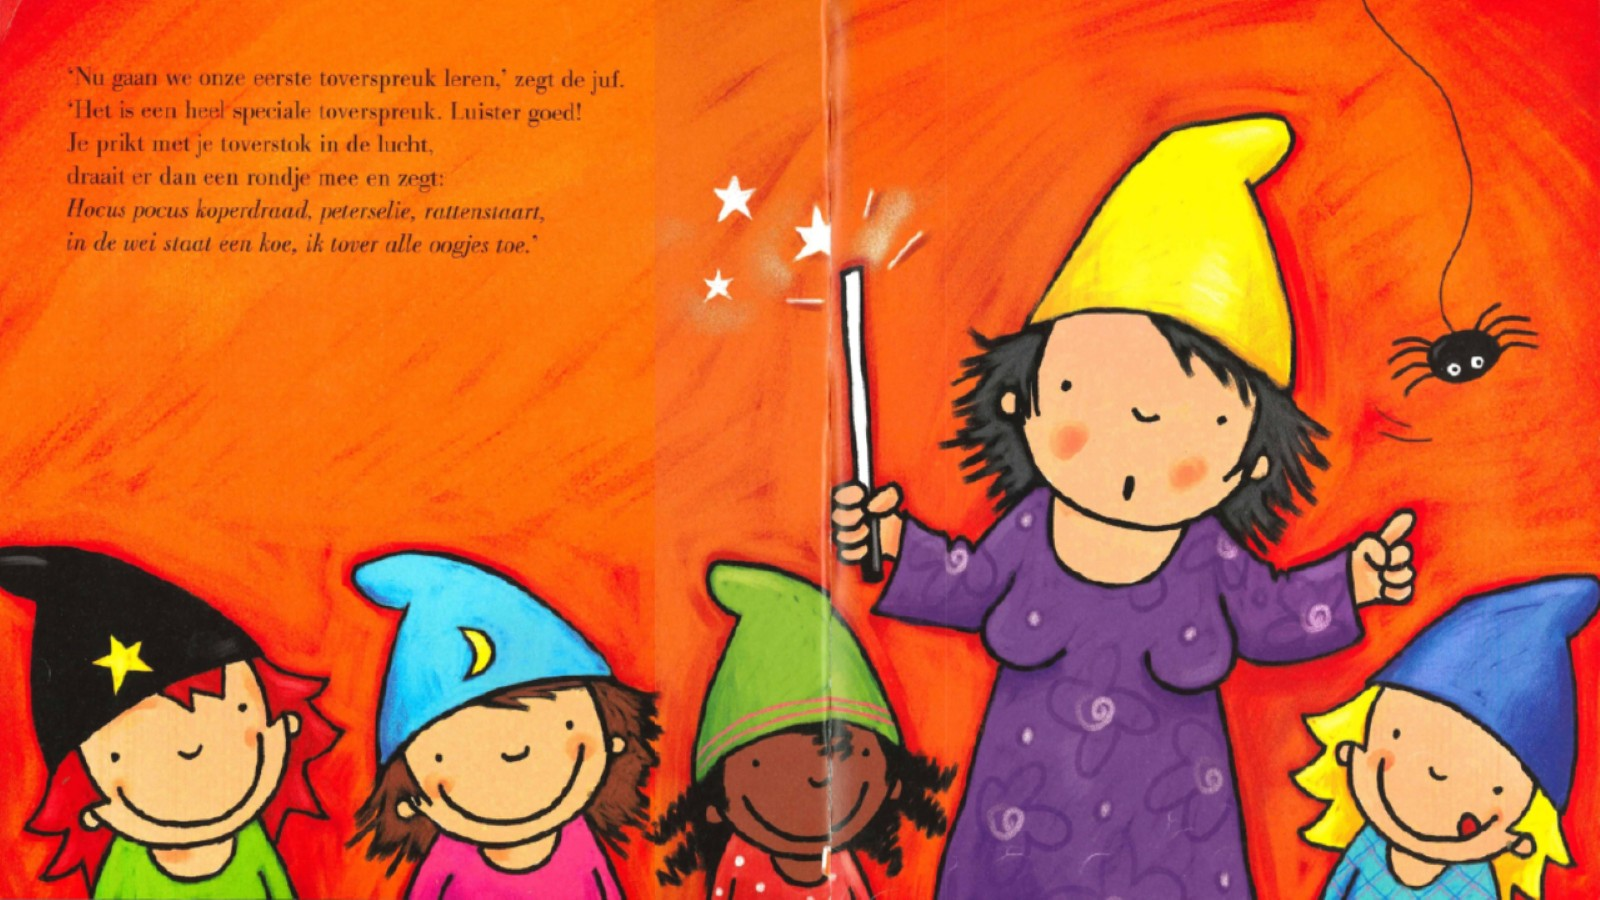 ‘Nu gaan we onze eerste toverspreuk leren,’ zegt de juf.
‘Het is een heel speciale toverspreuk. Luister goed!
Je prikt met je toverstok in de lucht,
draait er dan een rondje mee en zegt:
Hocus pocus koperdraad, peterselie, rattenstaart,
in de wei staat een koe, ik tover alle oogjes toe.’